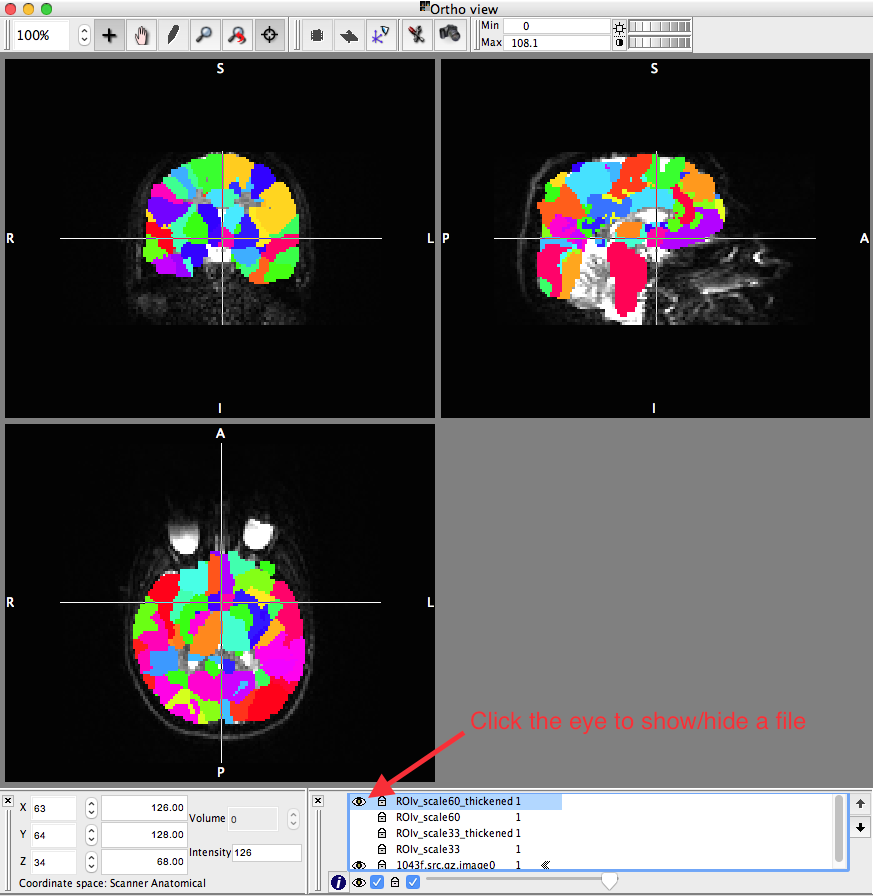 Ortho view
100%
Min 0
Max 108.1
S
R
L
I
S
P
A
I
A
R
L
P
Click the eye to show/hide a file
X 63 126.00
Y 64 128.00
Z 34 68.00
Volume 0
Intensity 126
Coordinate space: Scanner Anatomical
ROIv_scale60_thickened 1
ROIv_scale60 1
ROIv_scale33_thickened 1
ROIv_scale33 1
1043f.src.gz.image0 1